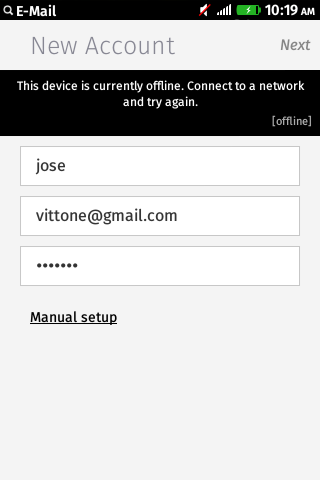 E-Mail
10:19 AM
New Account
Next
This device is currently offline. Connect to a network
and try again.
[offline]
jose
vittone@gmail.com
•••••••
Manual setup